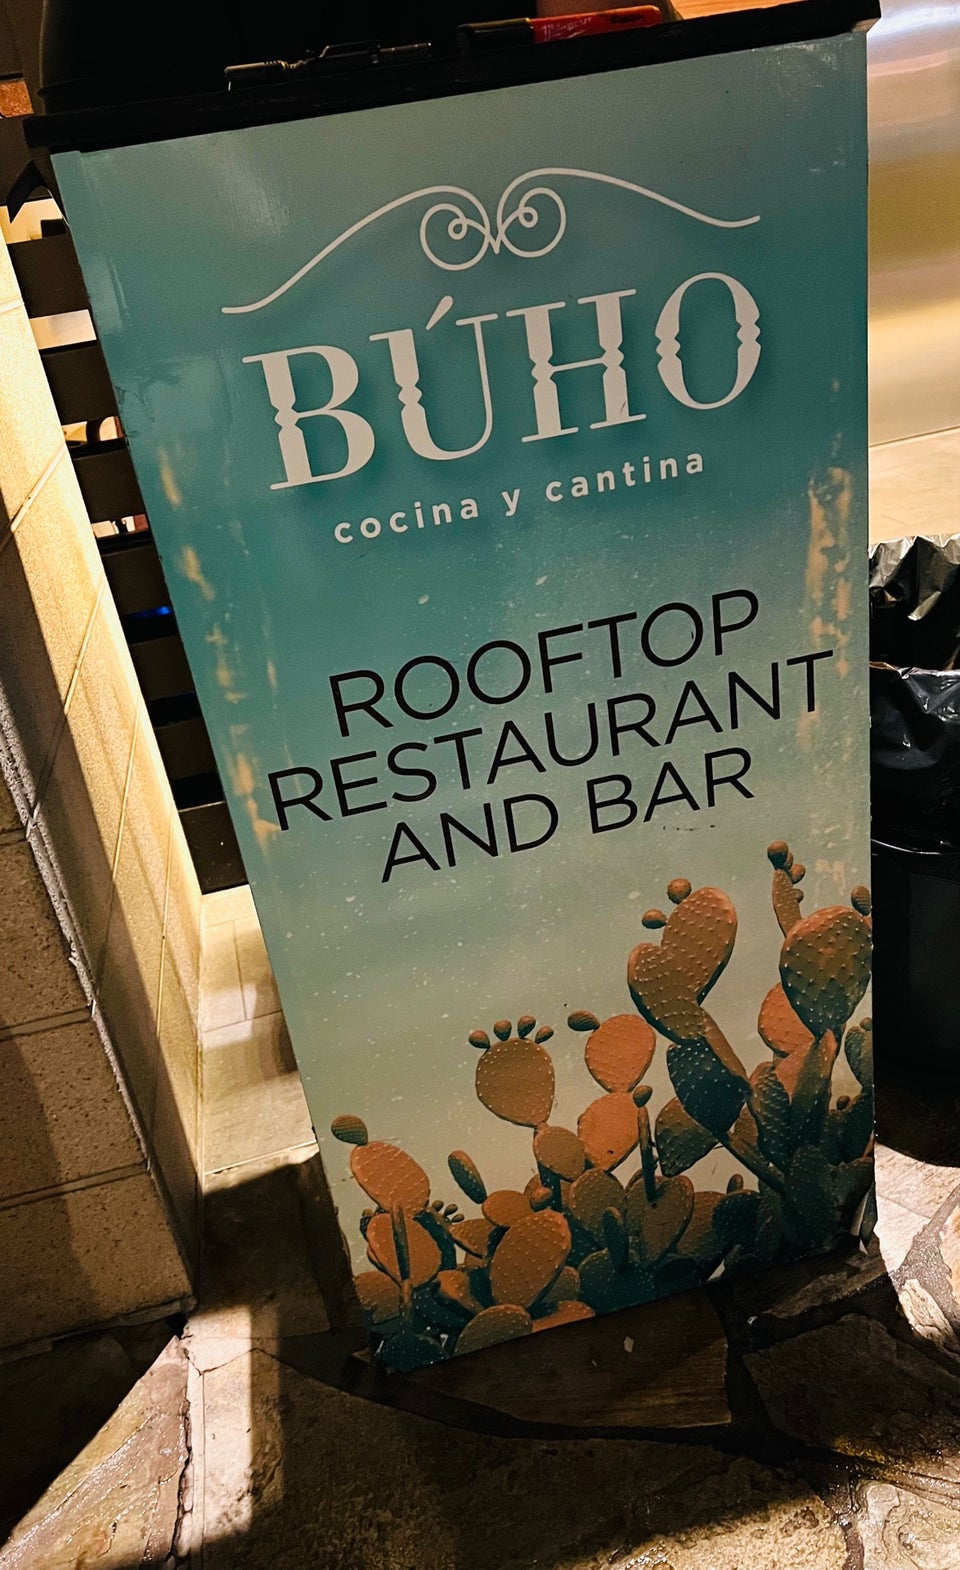 BÚHO
cocina y cantina
ROOFTOP
RESTAURANT
AND BAR